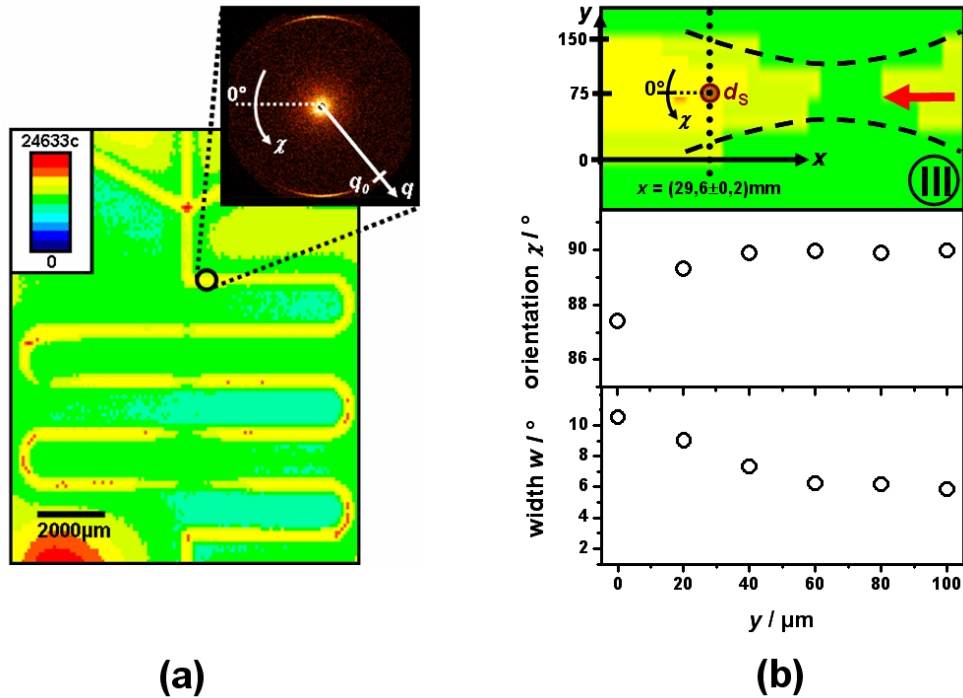 24633c
0
0°
χ
q₀
q
2000µm
(a)
y
150
75
0
0°
χ
dS
x
x = (29,6±0,2)mm
III
orientation χ / °
90
88
86
width w / °
10
8
6
4
2
0 20 40 60 80 100
y / µm
(b)